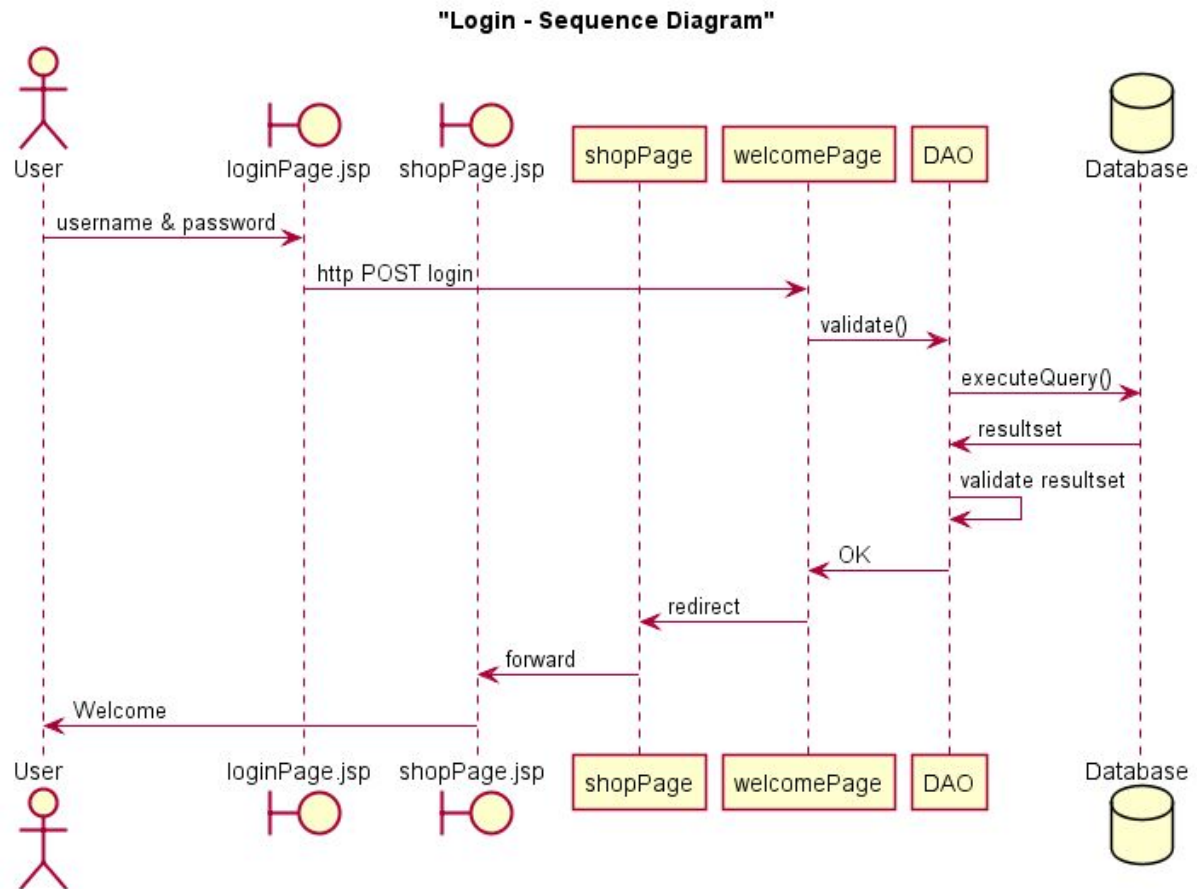 "Login - Sequence Diagram"
User
loginPage.jsp
shopPage.jsp
shopPage
welcomePage
DAO
Database
username & password
http POST login
validate()
executeQuery()
resultset
validate resultset
OK
redirect
forward
Welcome
User
loginPage.jsp
shopPage.jsp
shopPage
welcomePage
DAO
Database